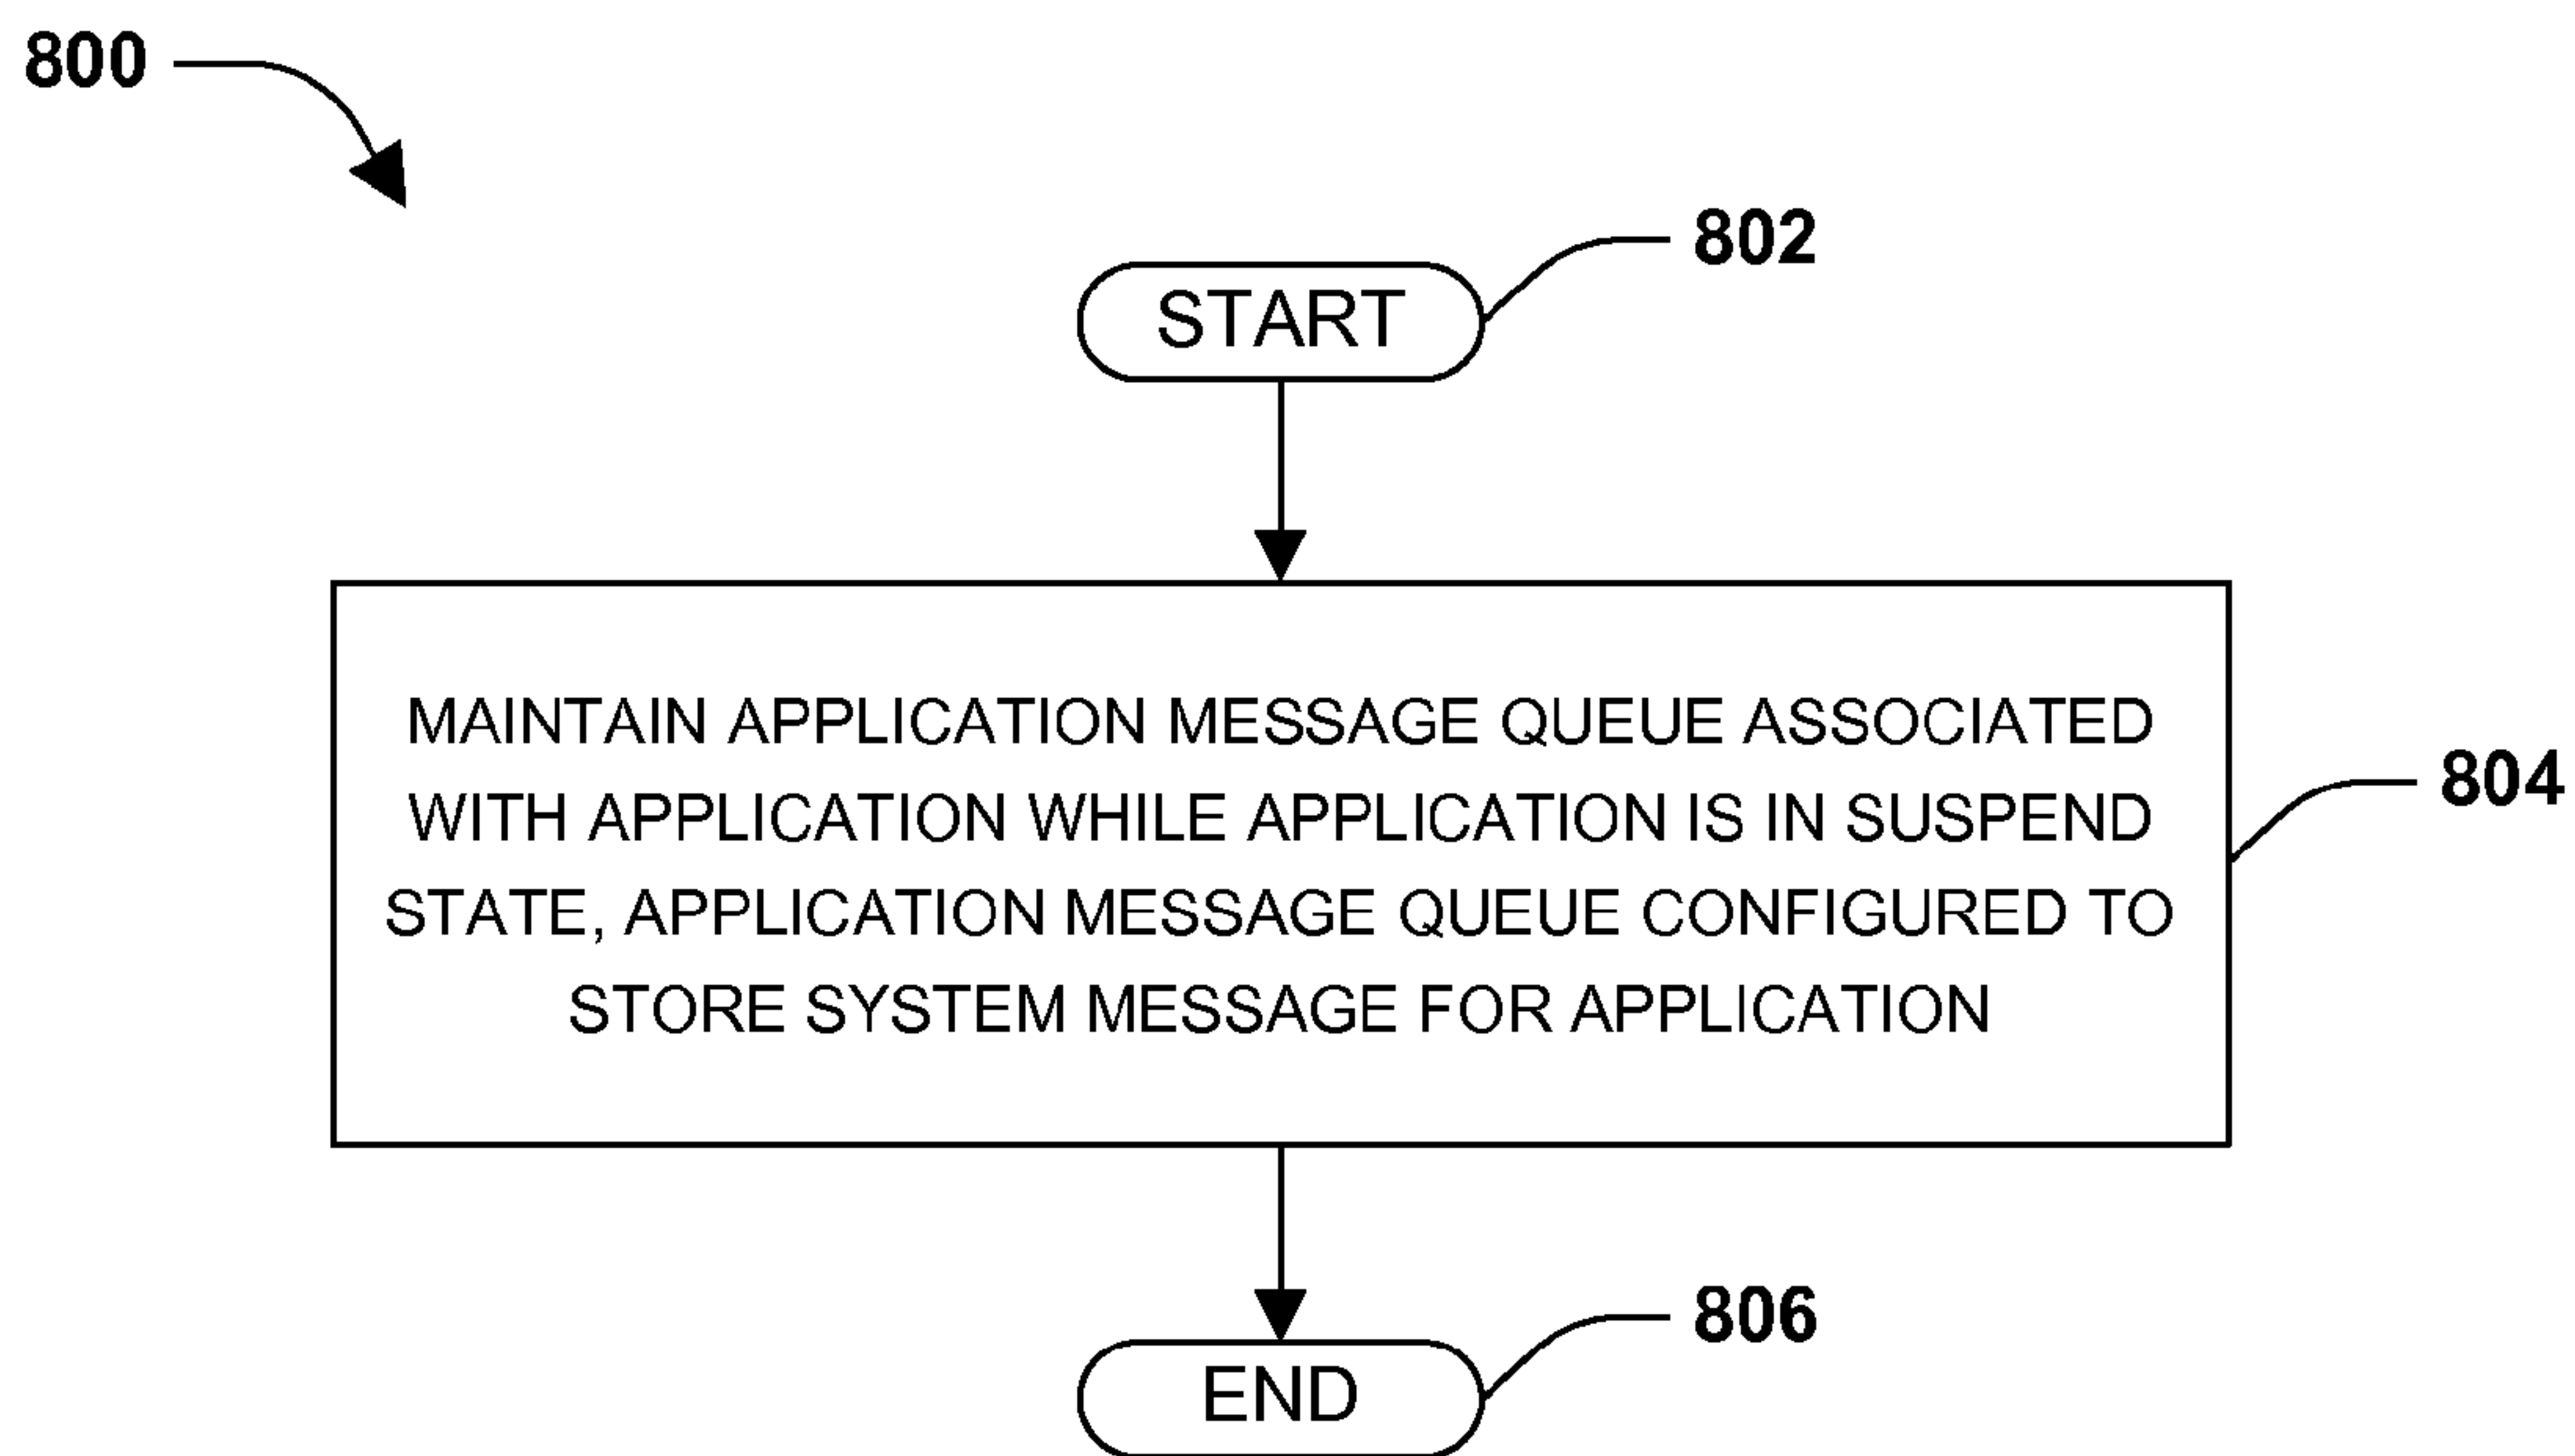 800
802
START
MAINTAIN APPLICATION MESSAGE QUEUE ASSOCIATED
WITH APPLICATION WHILE APPLICATION IS IN SUSPEND
STATE, APPLICATION MESSAGE QUEUE CONFIGURED TO
STORE SYSTEM MESSAGE FOR APPLICATION
804
806
END